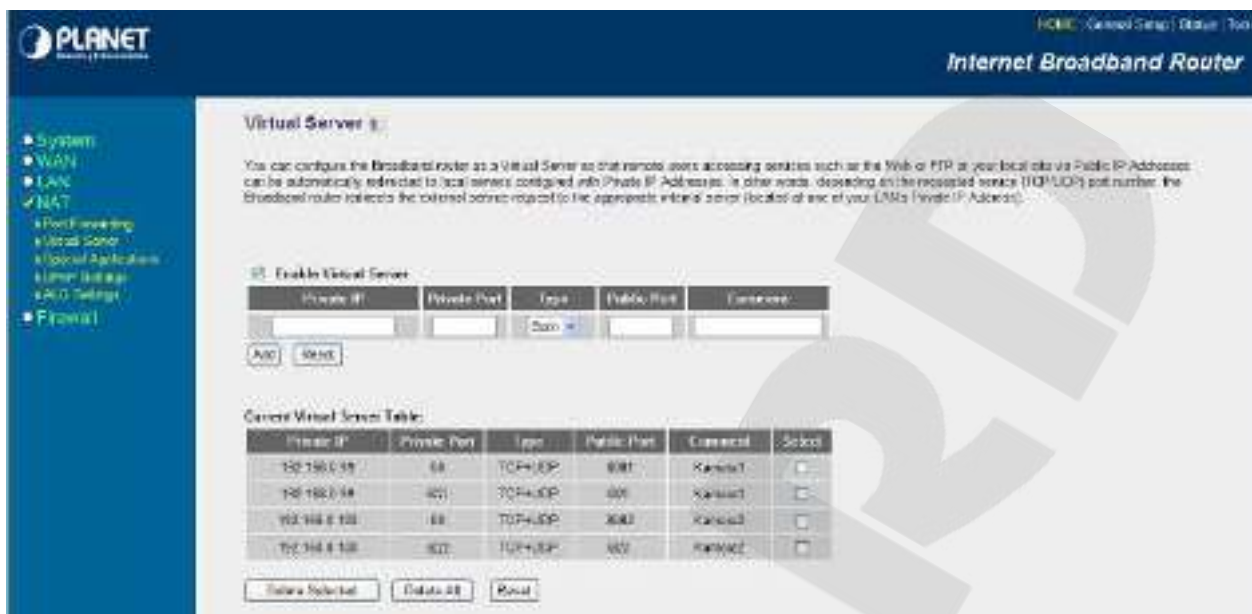 PLANET
HOME | General Setup | Status | Too
Internet Broadband Router
System
WAN
LAN
NAT
Port Forwarding
Virtual Server
Special Applications
ALG Settings
Firewall
Virtual Server
You can configure the Broadband router as a Virtual Server so that remote users accessing services such as the Web or FTP at your local site via Public IP Addresses
can be automatically redirected to local servers configured with Private IP Addresses. In other words, depending on the requested service (TCP/UDP) port number, the
Broadband router redirects the external service request to the appropriate internal server (located at one of your LAN's Private IP Address).
Enable Virtual Server
Private IP Private Port Type Public Port Comment
Both
Add Reset
Current Virtual Server Table:
Private IP Private Port Type Public Port Comment Select
TCP+UDP
TCP+UDP
TCP+UDP
TCP+UDP
Delete Selected Delete All Reset
RD